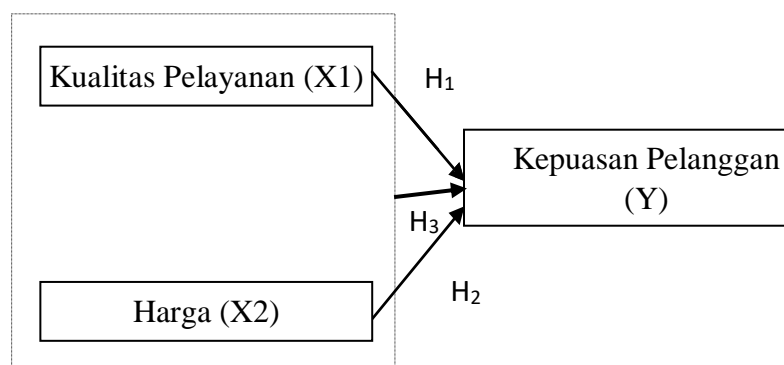 Kualitas Pelayanan (X1)
H₁
Kepuasan Pelanggan
(Y)
H₃
H₂
Harga (X2)